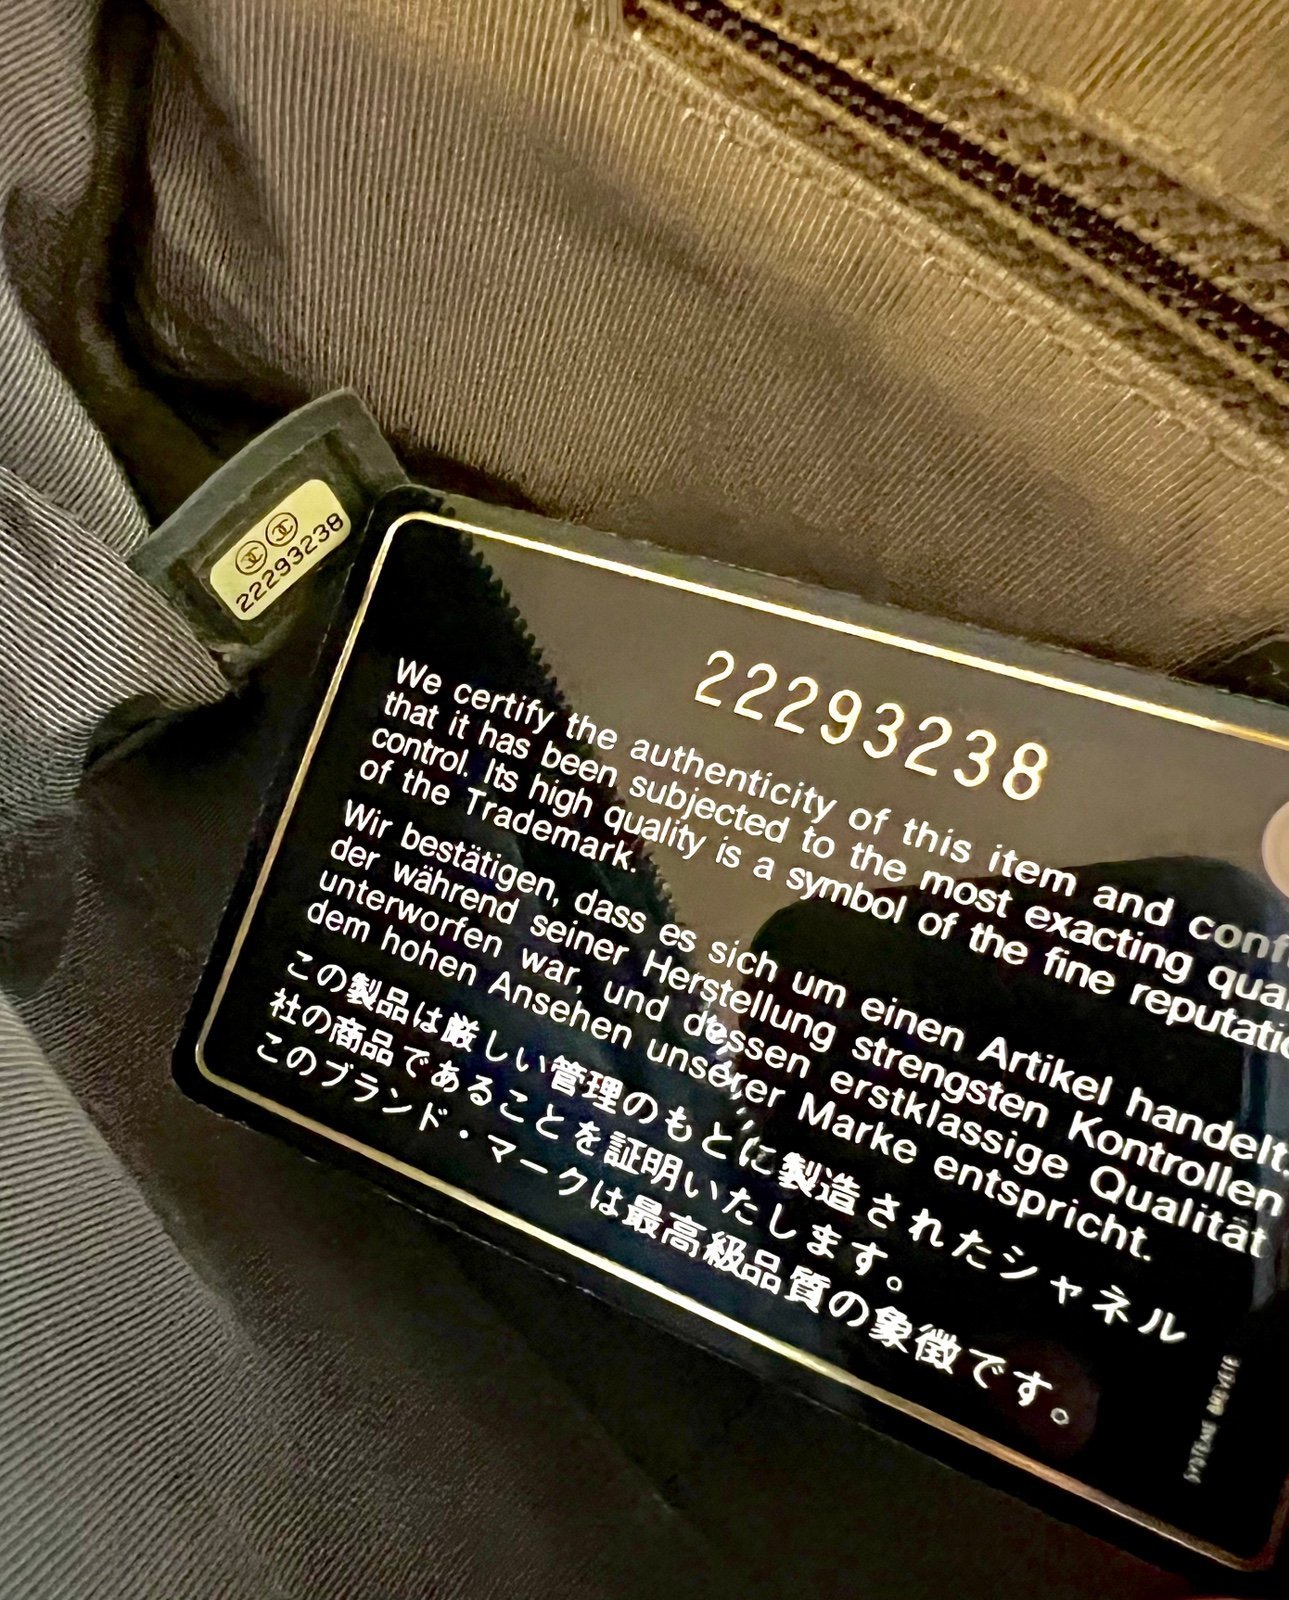 22293238
22293238
We certify the authenticity of this item and conf
that it has been subjected to the most exacting qua
control. Its high quality is a symbol of the fine reputati
of the Trademark.
Wir bestätigen, dass es sich um einen Artikel handelt,
der während seiner Herstellung strengsten Kontrollen
unterworfen war, und dessen erstklassige Qualität
dem hohen Ansehen unserer Marke entspricht.
この製品は厳しい管理のもとに製造されたシャネル
社の商品であることを証明いたします。
このブランド・マークは最高級品質の象徴です。
SYSTEME BREVETE